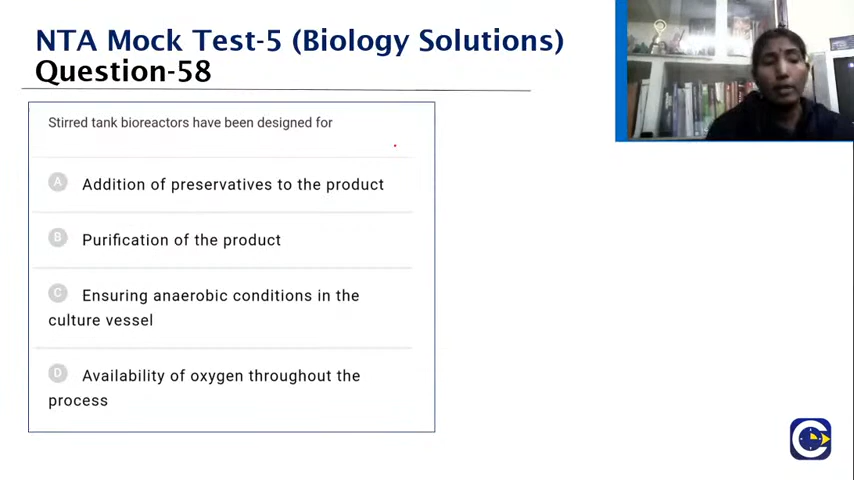 NTA Mock Test-5 (Biology Solutions)
Question-58
Stirred tank bioreactors have been designed for
A Addition of preservatives to the product
B Purification of the product
C Ensuring anaerobic conditions in the
culture vessel
D Availability of oxygen throughout the
process